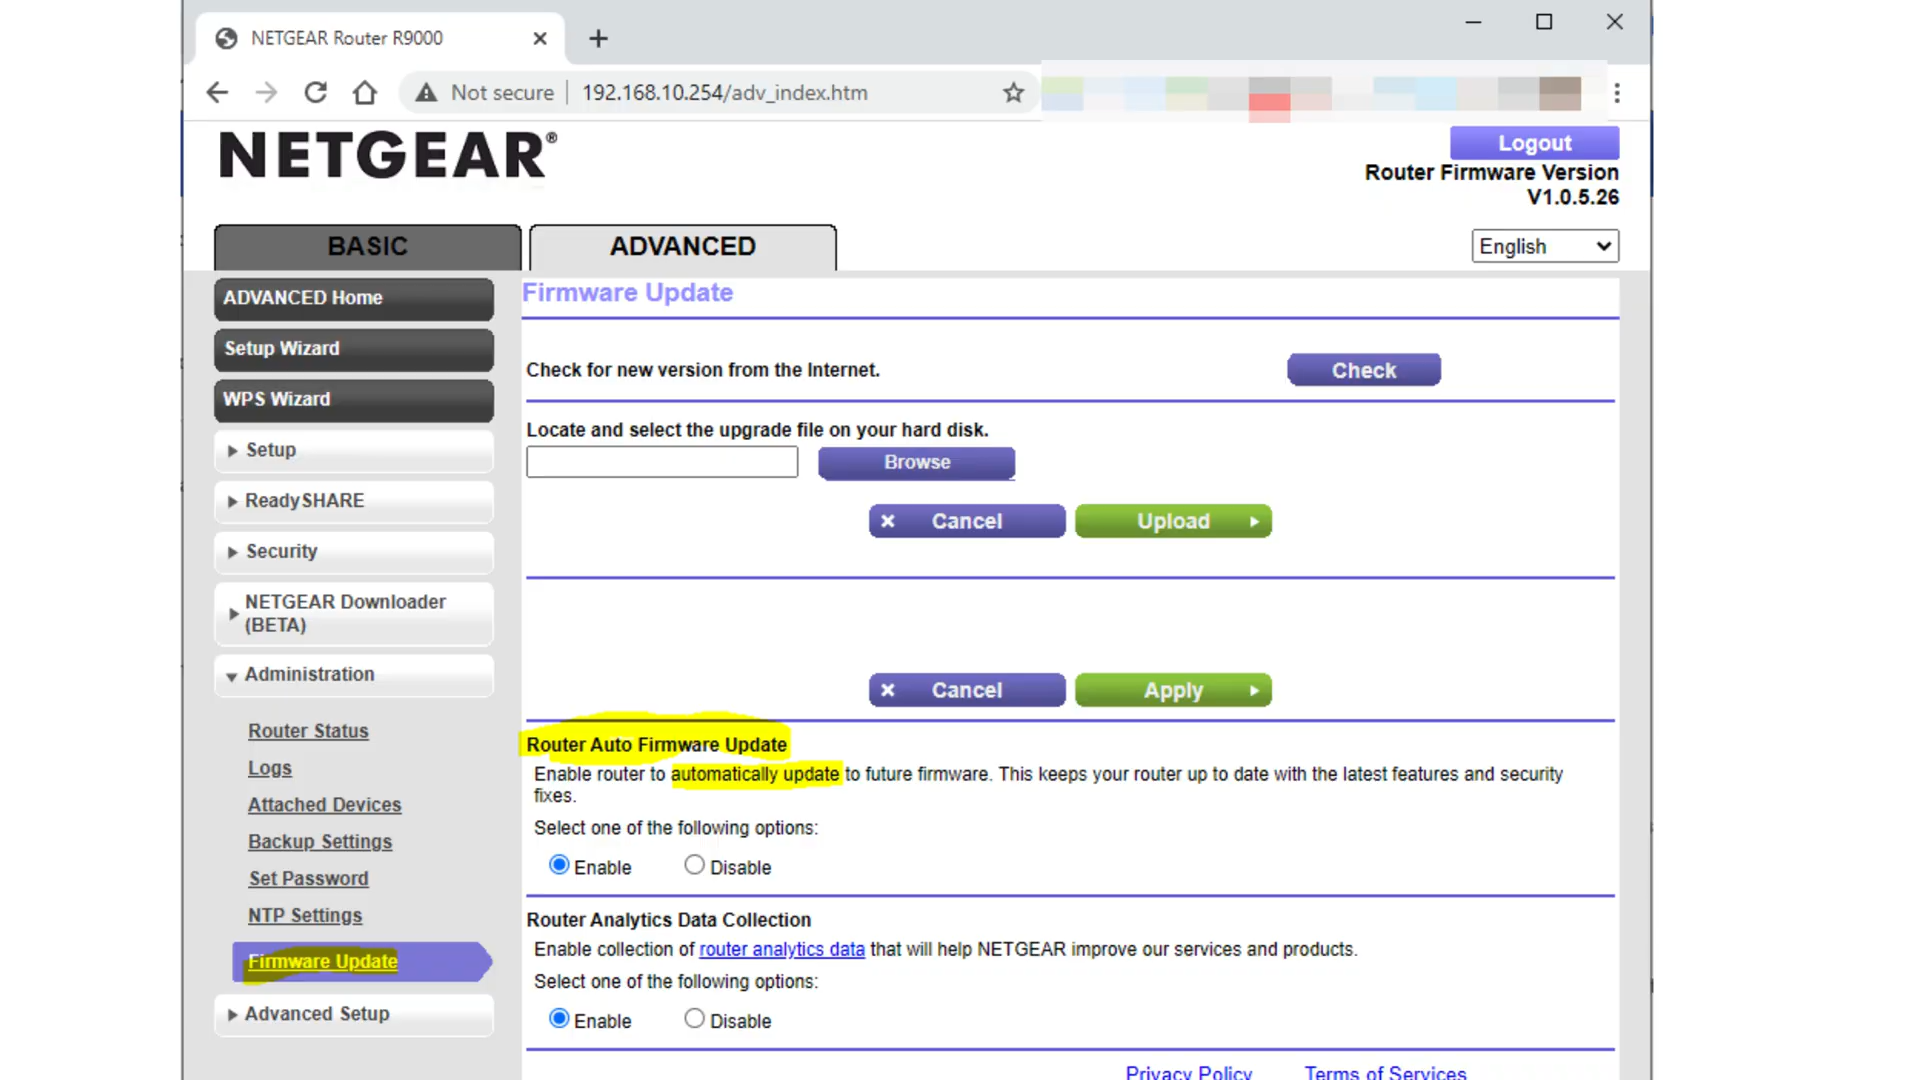 NETGEAR Router R9000
Not secure 192.168.10.254/adv_index.htm
NETGEAR®
Logout
Router Firmware Version
V1.0.5.26
BASIC
ADVANCED
English
ADVANCED Home
Setup Wizard
WPS Wizard
Setup
ReadySHARE
Security
NETGEAR Downloader
(BETA)
Administration
Router Status
Logs
Attached Devices
Backup Settings
Set Password
NTP Settings
Firmware Update
Advanced Setup
Firmware Update
Check for new version from the Internet.
Check
Locate and select the upgrade file on your hard disk.
Browse
Cancel
Upload
Cancel
Apply
Router Auto Firmware Update
Enable router to automatically update to future firmware. This keeps your router up to date with the latest features and security
fixes.
Select one of the following options:
Enable Disable
Router Analytics Data Collection
Enable collection of router analytics data that will help NETGEAR improve our services and products.
Select one of the following options:
Enable Disable
Privacy Policy Terms of Services